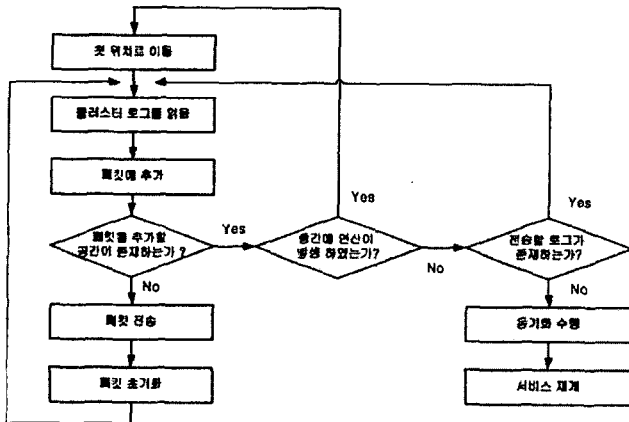 첫 위치로 이동
클러스터 로그를 읽음
패킷에 추가
패킷을 추가할
공간이 존재하는가 ?
Yes
No
중간에 연산이
발생 하였는가?
Yes
No
전송할 로그가
존재하는가?
Yes
No
패킷 전송
패킷 초기화
동기화 수행
서비스 재개